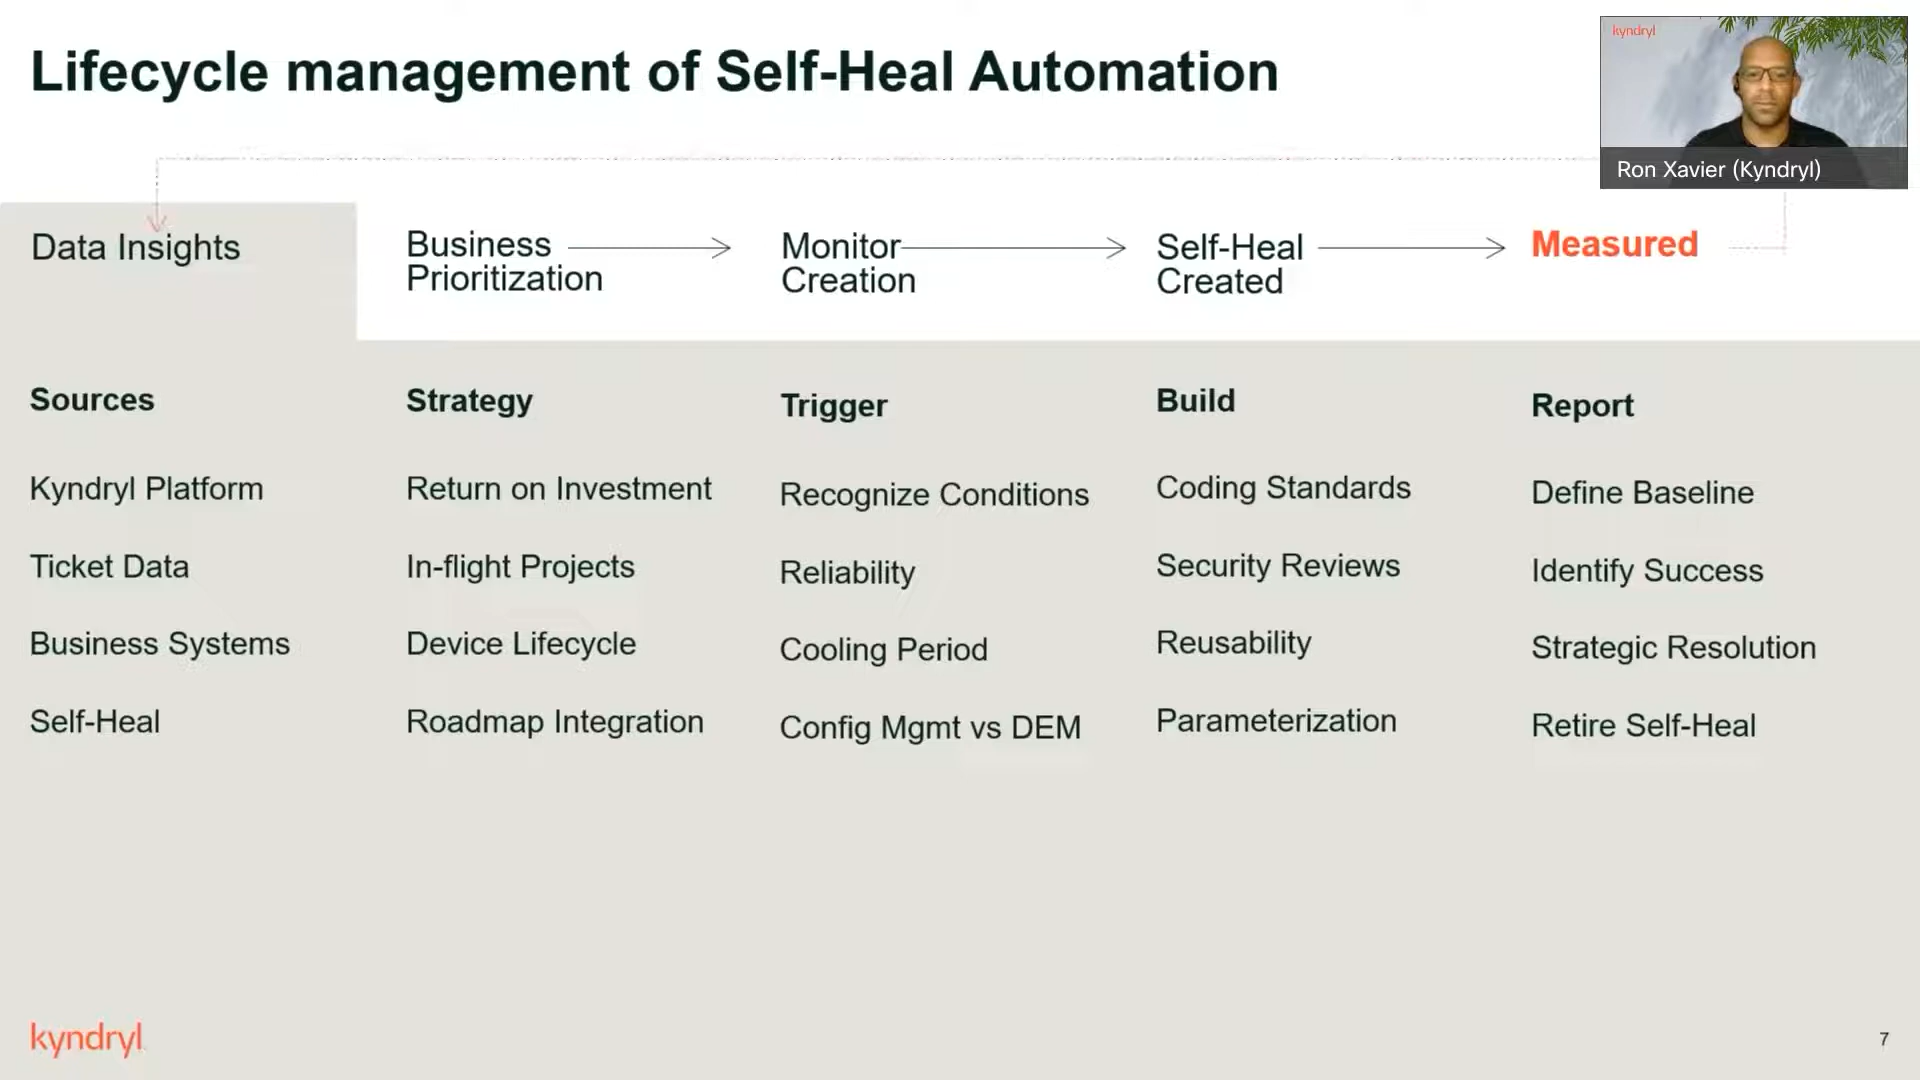 Lifecycle management of Self-Heal Automation
kyndryl
Ron Xavier (Kyndryl)
Data Insights
Business
Prioritization
Monitor
Creation
Self-Heal
Created
Measured
Sources
Kyndryl Platform
Ticket Data
Business Systems
Self-Heal
Strategy
Return on Investment
In-flight Projects
Device Lifecycle
Roadmap Integration
Trigger
Recognize Conditions
Reliability
Cooling Period
Config Mgmt vs DEM
Build
Coding Standards
Security Reviews
Reusability
Parameterization
Report
Define Baseline
Identify Success
Strategic Resolution
Retire Self-Heal
kyndryl
7